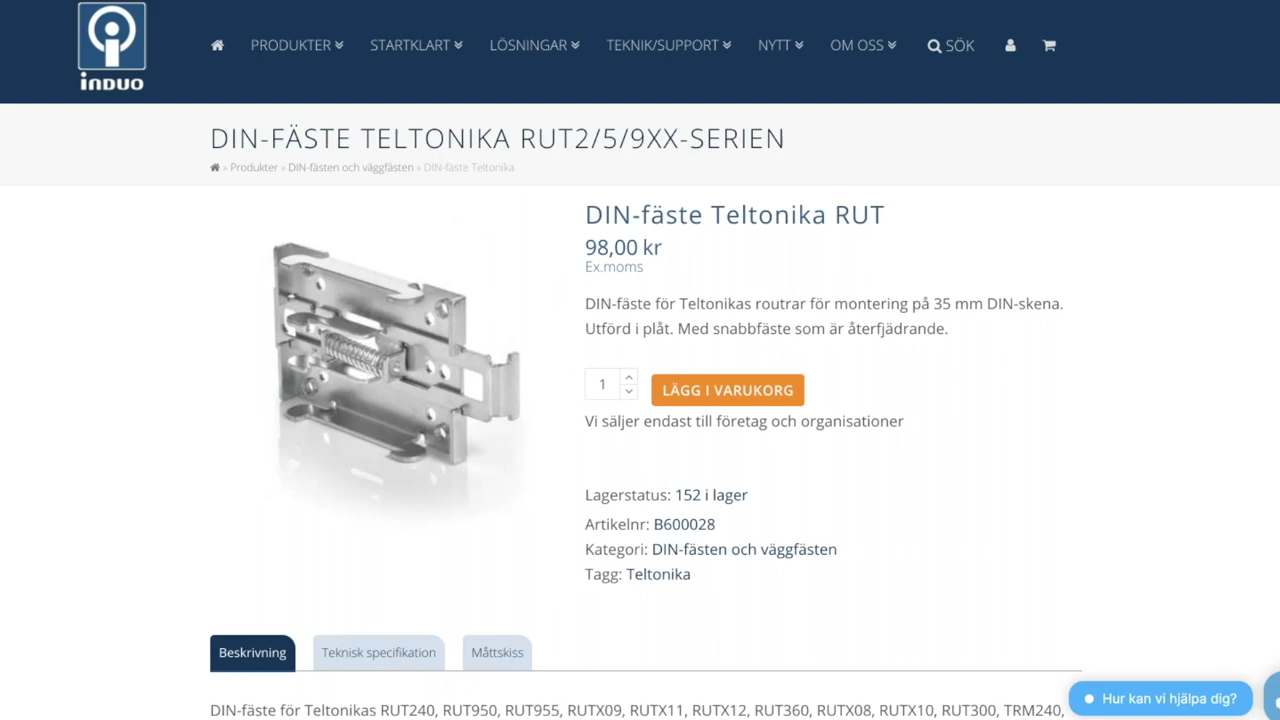 INDUO
PRODUKTER
STARTKLART
LÖSNINGAR
TEKNIK/SUPPORT
NYTT
OM OSS
SÖK
DIN-FÄSTE TELTONIKA RUT2/5/9XX-SERIEN
» Produkter » DIN-fästen och väggfästen » DIN-fäste Teltonika
DIN-fäste Teltonika RUT
98,00 kr
Ex.moms
DIN-fäste för Teltonikas routrar för montering på 35 mm DIN-skena.
Utförd i plåt. Med snabbfäste som är återfjädrande.
1
LÄGG I VARUKORG
Vi säljer endast till företag och organisationer
Lagerstatus: 152 i lager
Artikelnr: B600028
Kategori: DIN-fästen och väggfästen
Tagg: Teltonika
Beskrivning
Teknisk specifikation
Måttskiss
Hur kan vi hjälpa dig?
DIN-fäste för Teltonikas RUT240, RUT950, RUT955, RUTX09, RUTX11, RUTX12, RUT360, RUTX08, RUTX10, RUT300, TRM240,